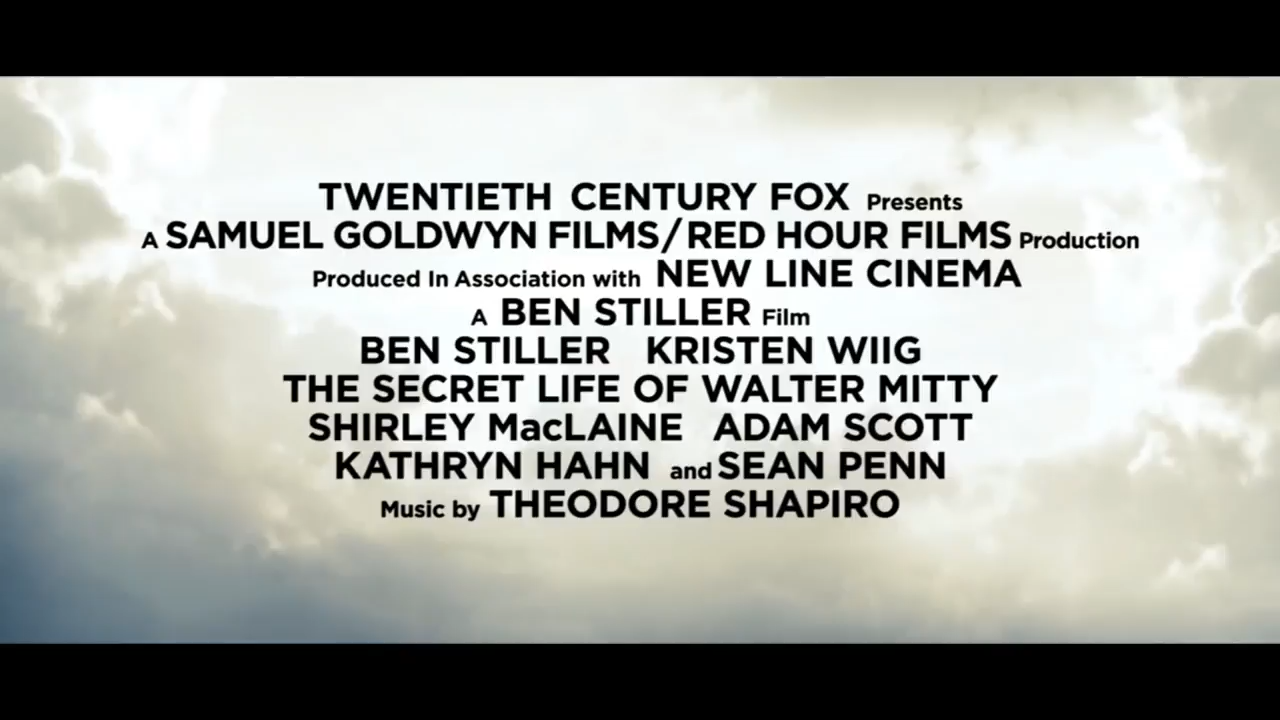 TWENTIETH CENTURY FOX Presents
A SAMUEL GOLDWYN FILMS/RED HOUR FILMS Production
Produced In Association with NEW LINE CINEMA
A BEN STILLER Film
BEN STILLER KRISTEN WIIG
THE SECRET LIFE OF WALTER MITTY
SHIRLEY MacLAINE ADAM SCOTT
KATHRYN HAHN and SEAN PENN
Music by THEODORE SHAPIRO